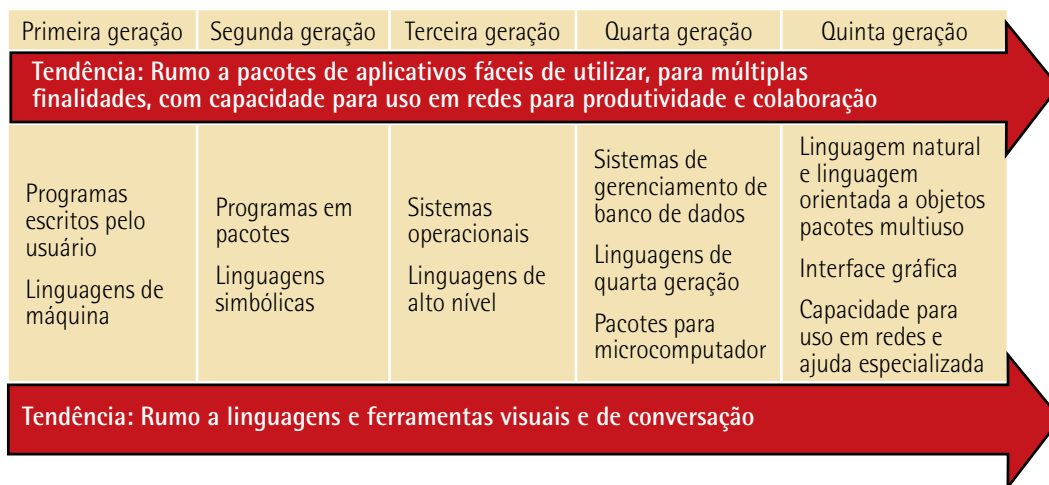 Primeira geração
Segunda geração
Terceira geração
Quarta geração
Quinta geração
Tendência: Rumo a pacotes de aplicativos fáceis de utilizar, para múltiplas
finalidades, com capacidade para uso em redes para produtividade e colaboração
Programas
escritos pelo
usuário
Linguagens de
máquina
Programas em
pacotes
Linguagens
simbólicas
Sistemas
operacionais
Linguagens de
alto nível
Sistemas de
gerenciamento de
banco de dados
Linguagens de
quarta geração
Pacotes para
microcomputador
Linguagem natural
e linguagem
orientada a objetos
pacotes multiuso
Interface gráfica
Capacidade para
uso em redes e
ajuda especializada
Tendência: Rumo a linguagens e ferramentas visuais e de conversação